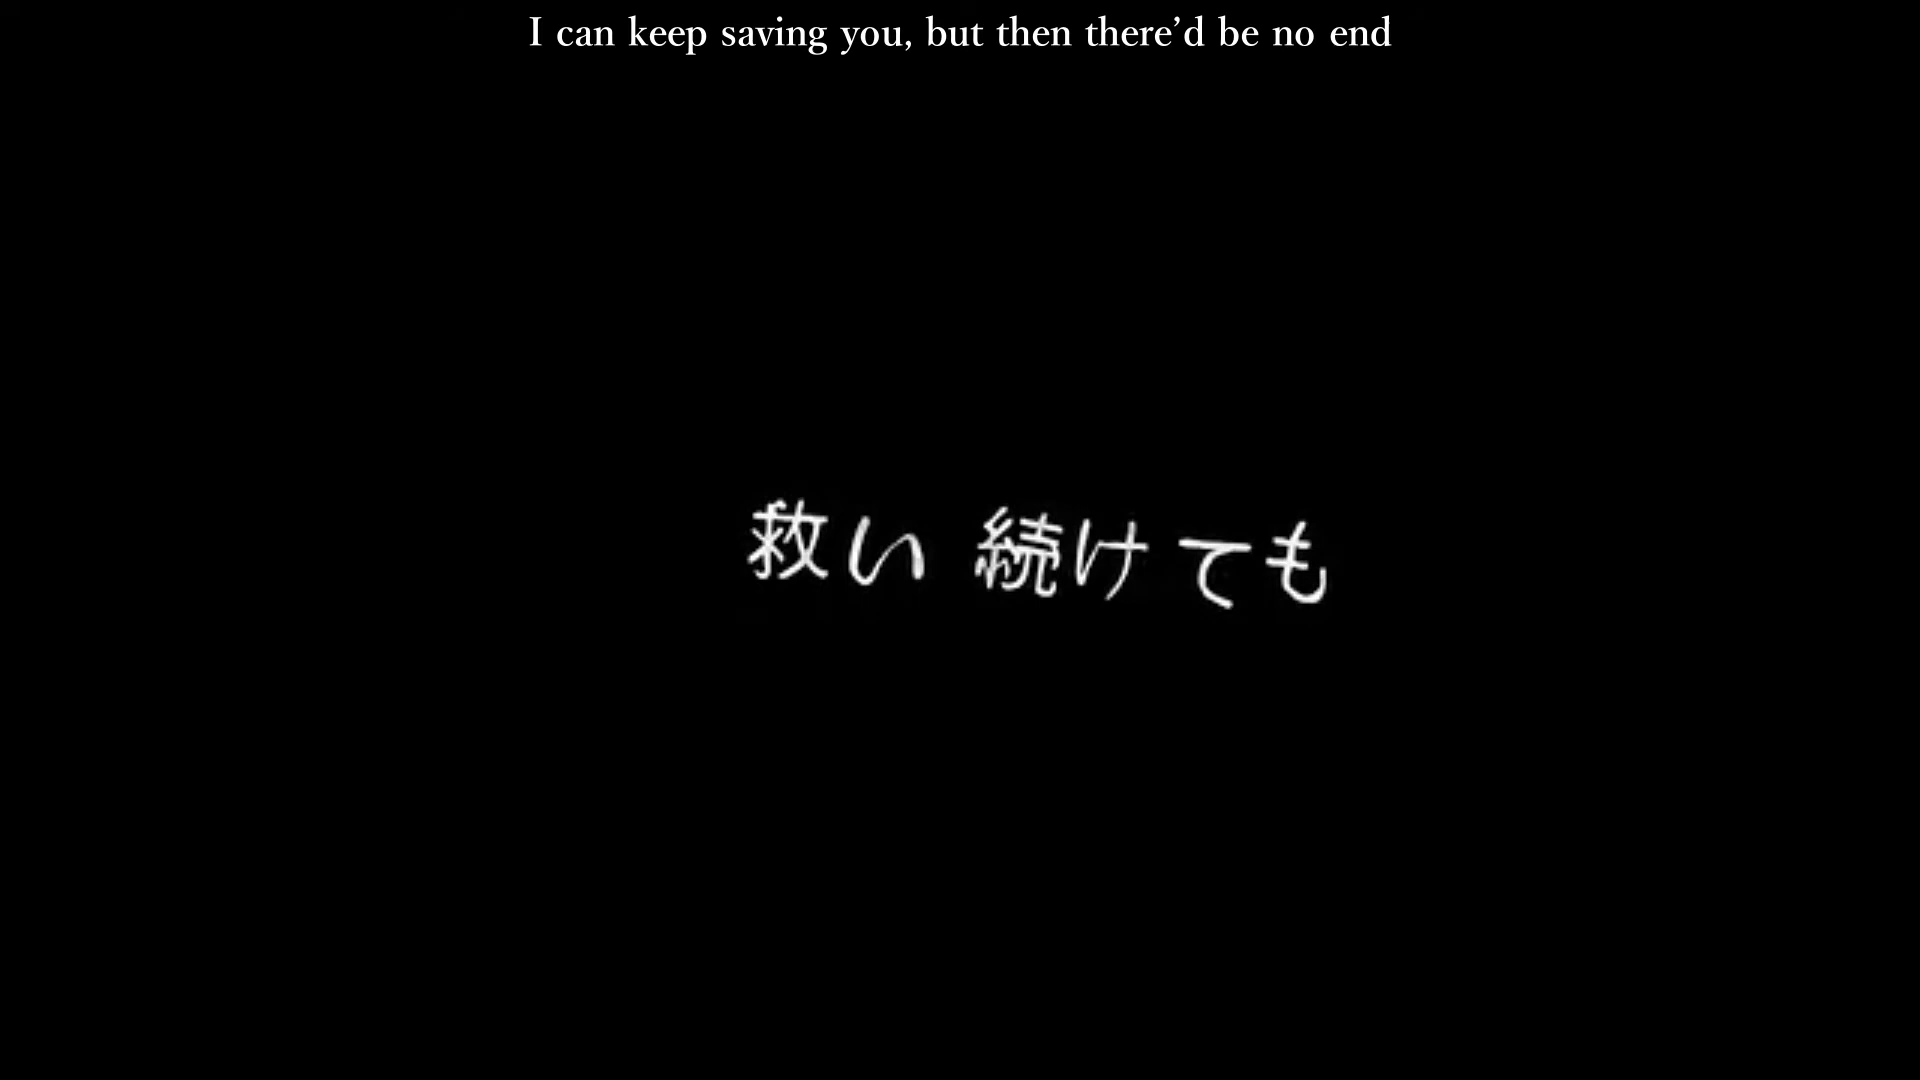 I can keep saving you, but then there’d be no end
救い 続けても